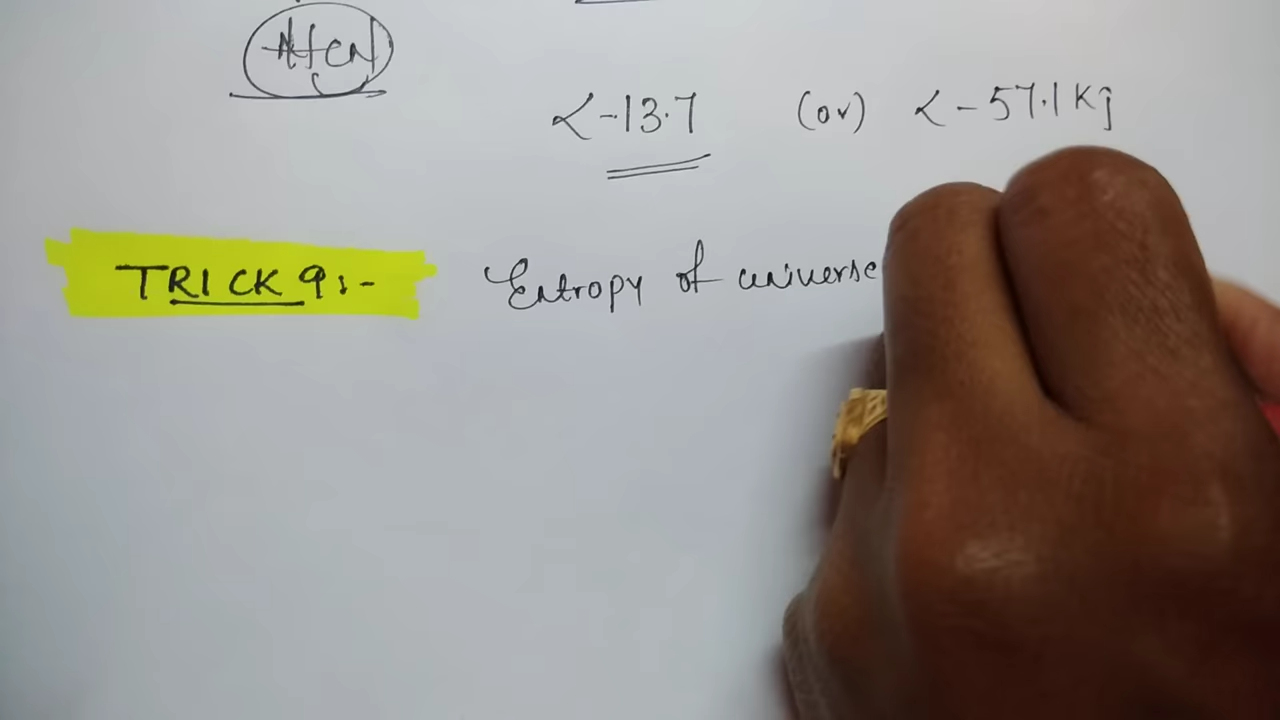 HCN
<-13.7 (or) <-57.1 Kj
TRICK 9:- Entropy of universe